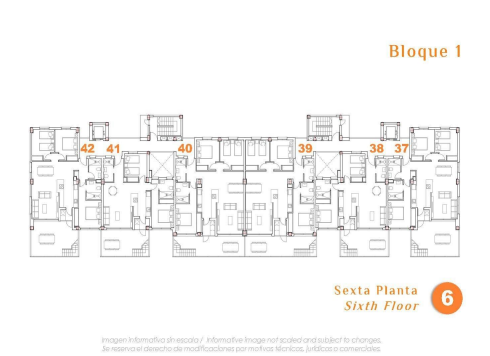 Bloque 1
42 41 40 39 38 37
Sexta Planta
Sixth Floor
6
Imagen informativa sin escala / Informative image not scaled and subject to changes.
Se reserva el derecho de modificaciones por motivos técnicos, jurídicos o comerciales.